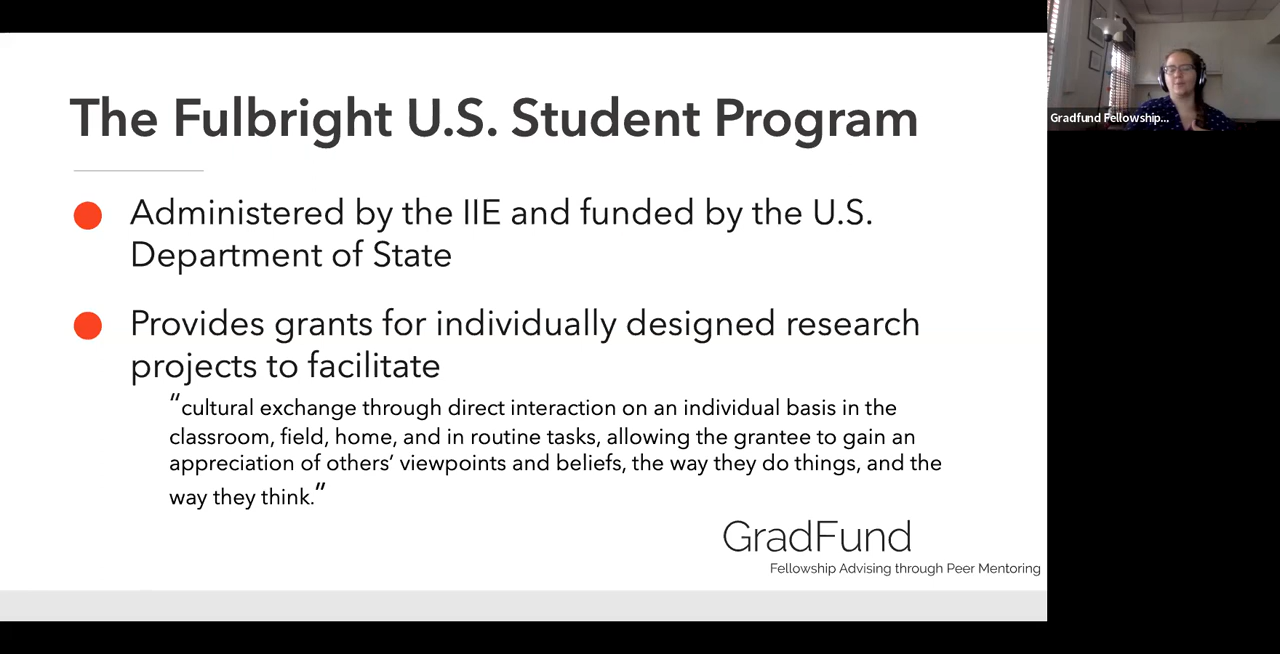 The Fulbright U.S. Student Program
Administered by the IIE and funded by the U.S.
Department of State
Provides grants for individually designed research
projects to facilitate
“cultural exchange through direct interaction on an individual basis in the
classroom, field, home, and in routine tasks, allowing the grantee to gain an
appreciation of others’ viewpoints and beliefs, the way they do things, and the
way they think.”
GradFund
Fellowship Advising through Peer Mentoring
Gradfund Fellowship...